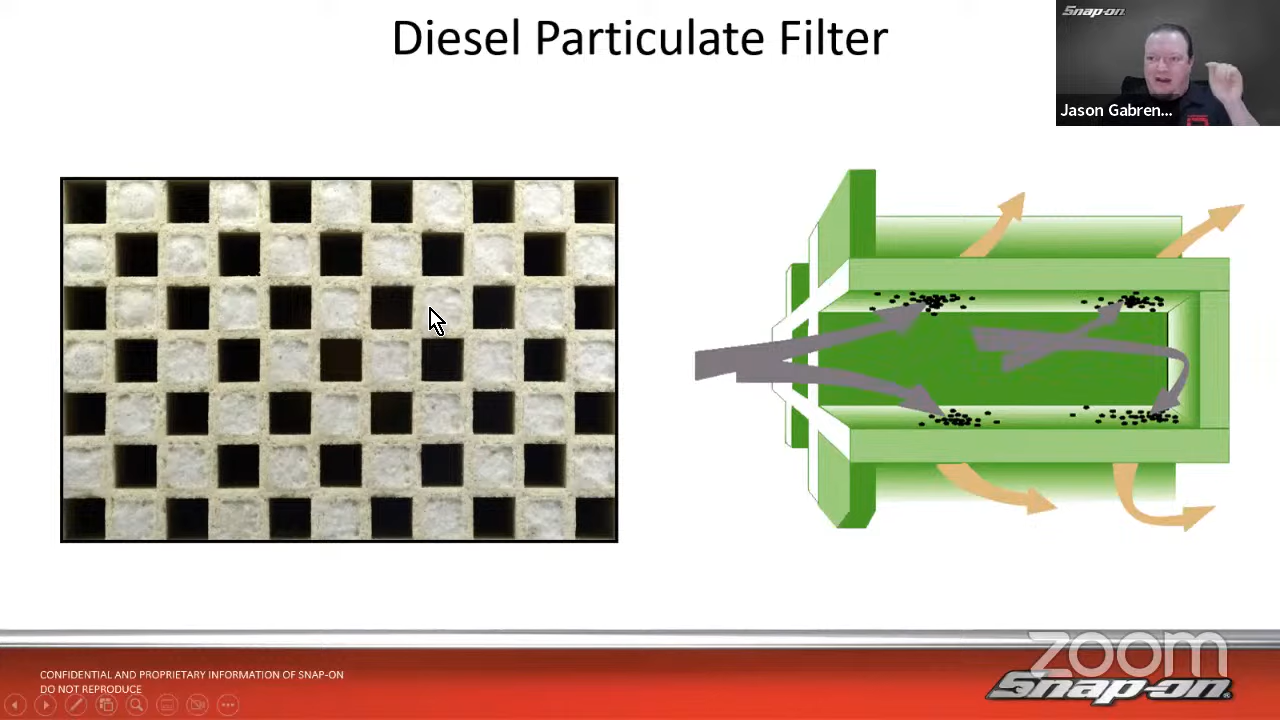 Diesel Particulate Filter
Snap-on
Jason Gabren...
CONFIDENTIAL AND PROPRIETARY INFORMATION OF SNAP-ON
DO NOT REPRODUCE
zoom
Snap-on